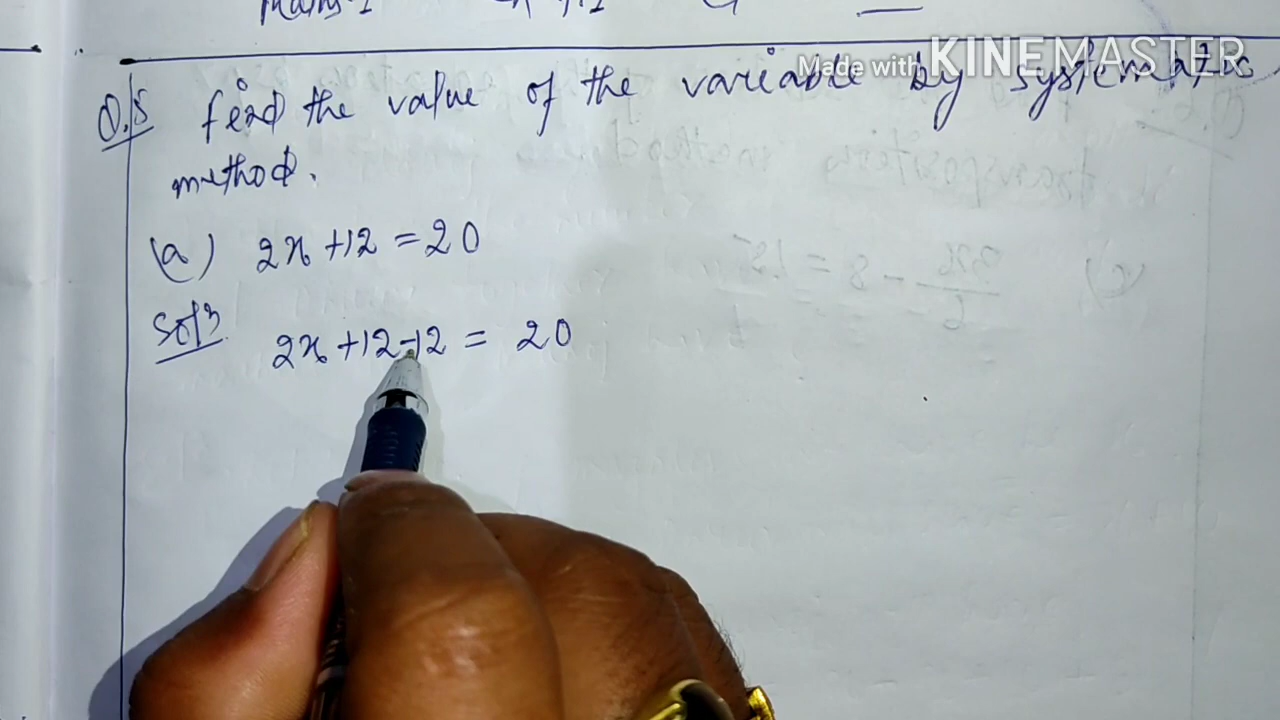 Made with KINEMASTER
Q.5 find the value of the variable by systematic
method.
(a) 2x +12 = 20
Soln
2x +12-12 = 20